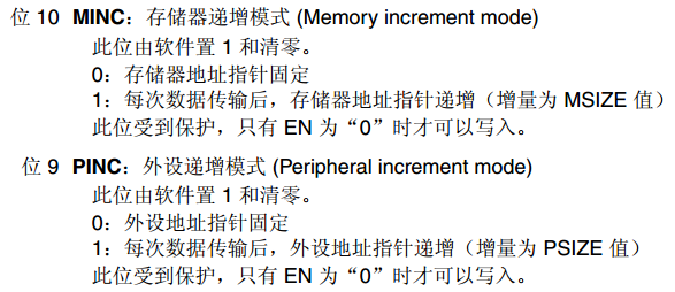 位 10 MINC：存储器递增模式 (Memory increment mode)
此位由软件置 1 和清零。
0：存储器地址指针固定
1：每次数据传输后，存储器地址指针递增（增量为 MSIZE 值）
此位受到保护，只有 EN 为“0”时才可以写入。
位 9 PINC：外设递增模式 (Peripheral increment mode)
此位由软件置 1 和清零。
0：外设地址指针固定
1：每次数据传输后，外设地址指针递增（增量为 PSIZE 值）
此位受到保护，只有 EN 为“0”时才可以写入。